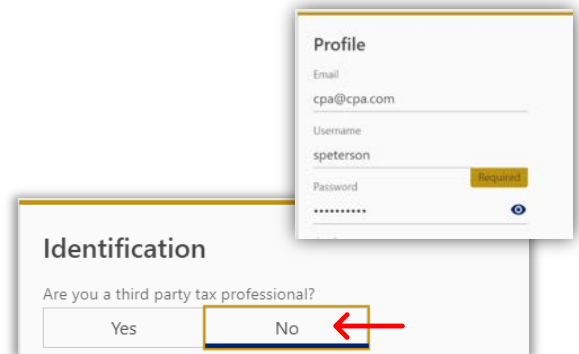 Profile
Email
cpa@cpa.com
Username
speterson
Required
Password
••••••••••
Identification
Are you a third party tax professional?
Yes No